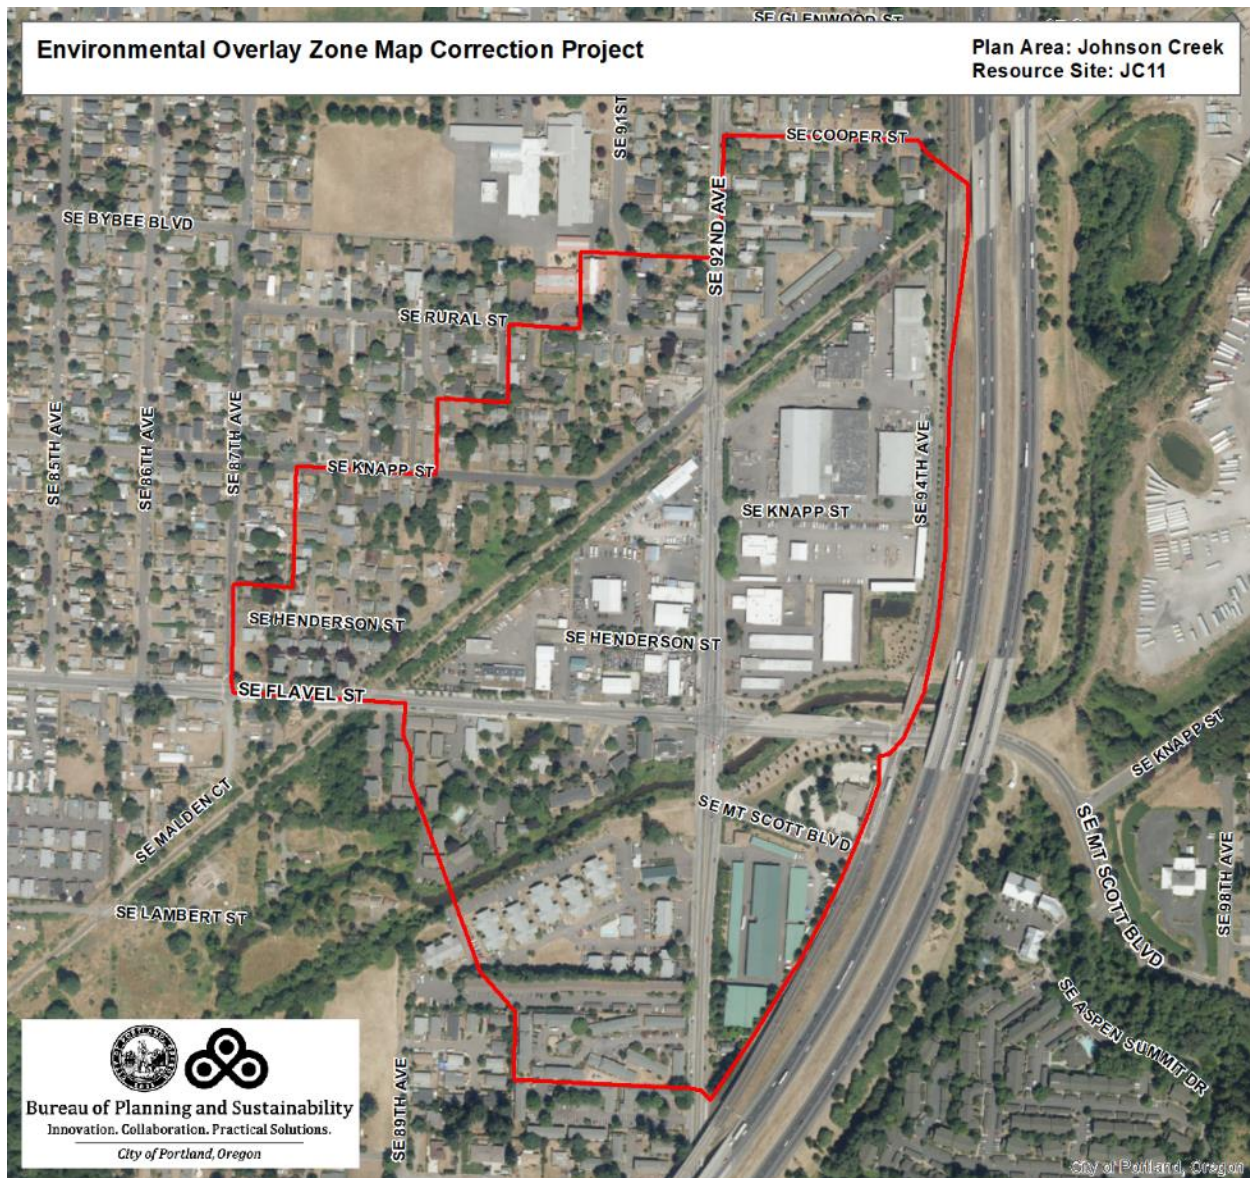 SE GLENWOOD ST
Environmental Overlay Zone Map Correction Project
Plan Area: Johnson Creek
Resource Site: JC11
SE 91ST
SE COOPER ST
SE BYBEE BLVD
SE 92ND AVE
SE RURAL ST
SE 85TH AVE
SE 86TH AVE
SE 87TH AVE
SE KNAPP ST
SE 94TH AVE
SE KNAPP ST
SE HENDERSON ST
SE HENDERSON ST
SE FLAVEL ST
SE KNAPP ST
SE MALDEN CT
SE MT SCOTT BLVD
SE MT SCOTT BLVD
SE 98TH AVE
SE LAMBERT ST
SE ASPEN SUMMIT DR
SE 89TH AVE
Bureau of Planning and Sustainability
Innovation. Collaboration. Practical Solutions.
City of Portland, Oregon
City of Portland, Oregon